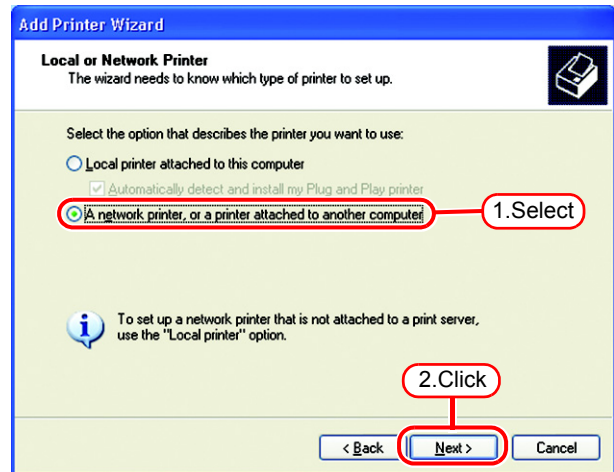 Add Printer Wizard
Local or Network Printer
The wizard needs to know which type of printer to set up.
Select the option that describes the printer you want to use:
Local printer attached to this computer
Automatically detect and install my Plug and Play printer
A network printer, or a printer attached to another computer
1.Select
To set up a network printer that is not attached to a print server,
use the "Local printer" option.
2.Click
< Back
Next >
Cancel